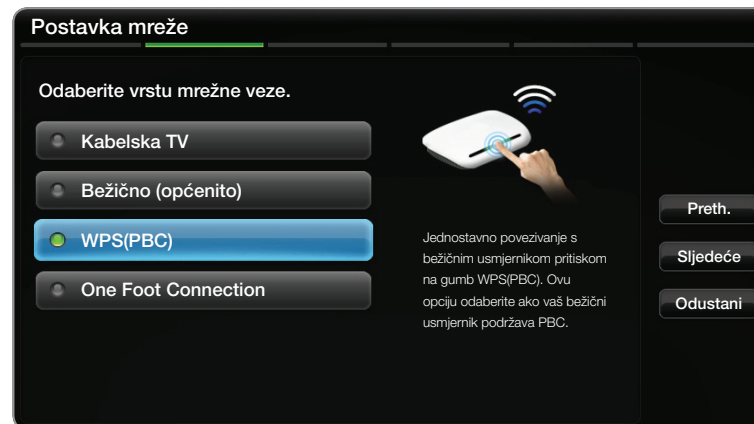 Postavka mreže
Odaberite vrstu mrežne veze.
Kabelska TV
Bežično (općenito)
WPS(PBC)
One Foot Connection
Jednostavno povezivanje s
bežičnim usmjernikom pritiskom
na gumb WPS(PBC). Ovu
opciju odaberite ako vaš bežični
usmjernik podržava PBC.
Preth.
Sljedeće
Odustani